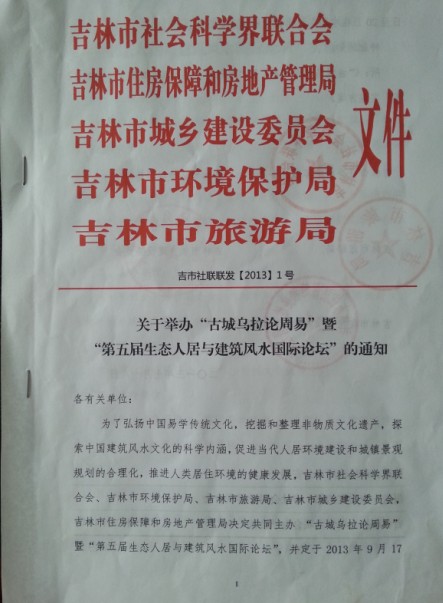 吉林市社会科学界联合会
吉林市住房保障和房地产管理局
吉林市城乡建设委员会
吉林市环境保护局
吉林市旅游局
文件
吉市社联联发【2013】1号
关于举办“古城乌拉论周易”暨
“第五届生态人居与建筑风水国际论坛”的通知
各有关单位：
为了弘扬中国易学传统文化，挖掘和整理非物质文化遗产，探
索中国建筑风水文化的科学内涵，促进当代人居环境建设和城镇景观
规划的合理化，推进人类居住环境的健康发展，吉林市社会科学界联
合会、吉林市环境保护局、吉林市旅游局、吉林市城乡建设委员会，
吉林市住房保障和房地产管理局决定共同主办“古城乌拉论周易”
暨“第五届生态人居与建筑风水国际论坛”，并定于2013年9月17
1